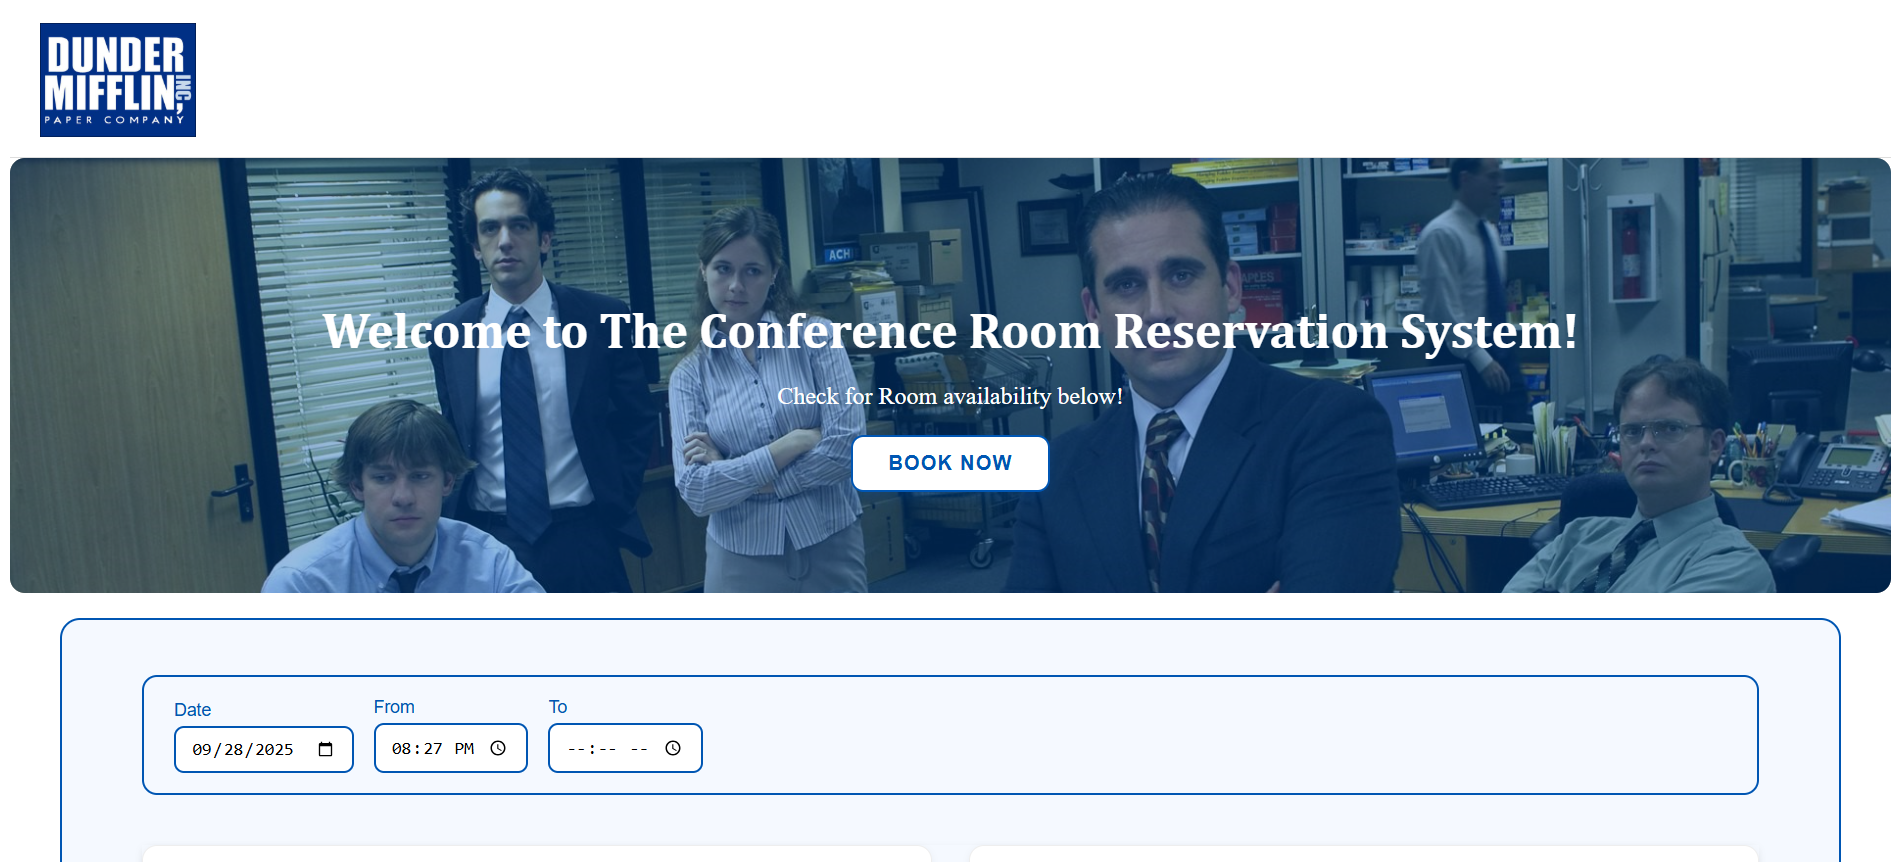 DUNDER
MIFFLIN, INC
PAPER COMPANY
ACH
Welcome to The Conference Room Reservation System!
Check for Room availability below!
BOOK NOW
Date
From
To
09/28/2025
08:27 PM
--:-- --